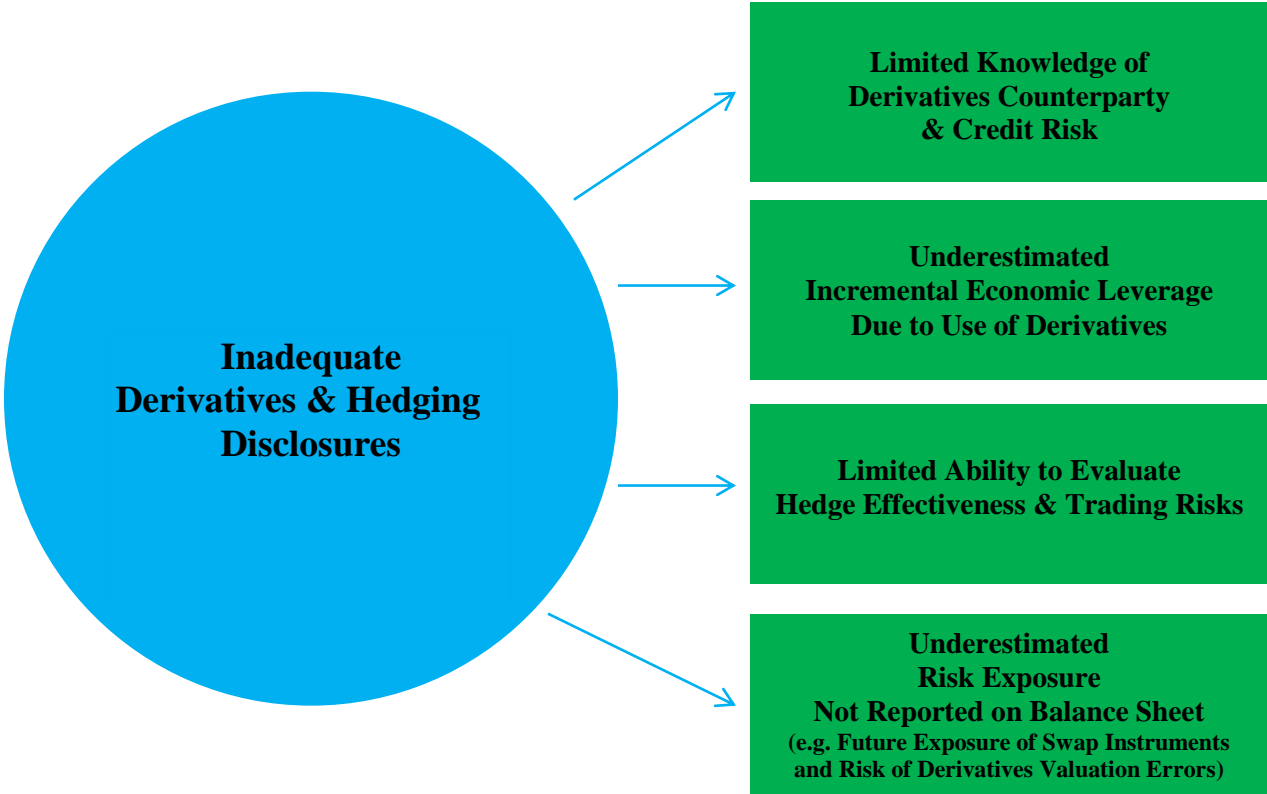 Inadequate
Derivatives & Hedging
Disclosures
Limited Knowledge of
Derivatives Counterparty
& Credit Risk
Underestimated
Incremental Economic Leverage
Due to Use of Derivatives
Limited Ability to Evaluate
Hedge Effectiveness & Trading Risks
Underestimated
Risk Exposure
Not Reported on Balance Sheet
(e.g. Future Exposure of Swap Instruments
and Risk of Derivatives Valuation Errors)